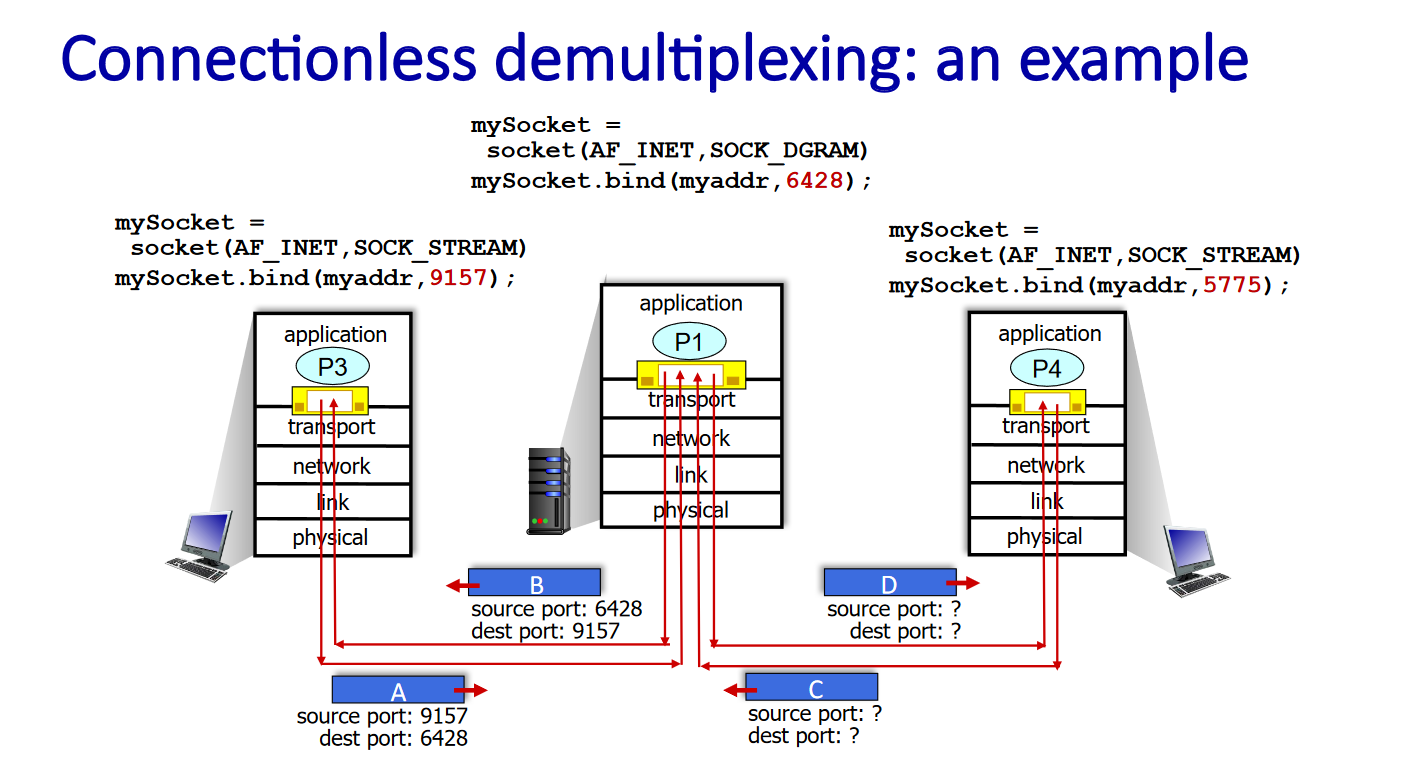 Connectionless demultiplexing: an example
mySocket =
socket(AF_INET,SOCK_DGRAM)
mySocket.bind(myaddr,6428);
mySocket =
socket(AF_INET,SOCK_STREAM)
mySocket.bind(myaddr,9157);
mySocket =
socket(AF_INET,SOCK_STREAM)
mySocket.bind(myaddr,5775);
application
P3
transport
network
link
physical
application
P1
transport
network
link
physical
application
P4
transport
network
link
physical
B
source port: 6428
dest port: 9157
D
source port: ?
dest port: ?
A
source port: 9157
dest port: 6428
C
source port: ?
dest port: ?